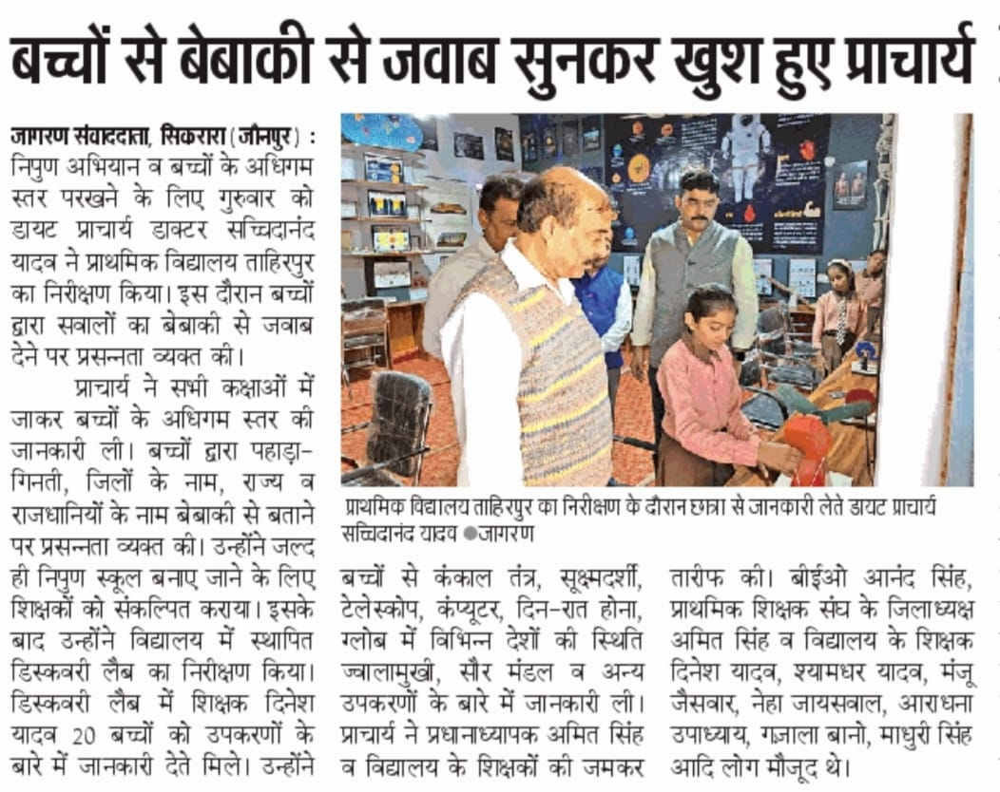 बच्चों से बेबाकी से जवाब सुनकर खुश हुए प्राचार्य
जागरण संवाददाता, सिकरारा (जौनपुर) :
निपुण अभियान व बच्चों के अधिगम
स्तर परखने के लिए गुरुवार को
डायट प्राचार्य डाक्टर सच्चिदानंद
यादव ने प्राथमिक विद्यालय ताहिरपुर
का निरीक्षण किया। इस दौरान बच्चों
द्वारा सवालों का बेबाकी से जवाब
देने पर प्रसन्नता व्यक्त की।
प्राचार्य ने सभी कक्षाओं में
जाकर बच्चों के अधिगम स्तर की
जानकारी ली। बच्चों द्वारा पहाड़ा-
गिनती, जिलों के नाम, राज्य व
राजधानियों के नाम बेबाकी से बताने
पर प्रसन्नता व्यक्त की। उन्होंने जल्द
ही निपुण स्कूल बनाए जाने के लिए
शिक्षकों को संकल्पित कराया। इसके
बाद उन्होंने विद्यालय में स्थापित
डिस्कवरी लैब का निरीक्षण किया।
डिस्कवरी लैब में शिक्षक दिनेश
यादव 20 बच्चों को उपकरणों के
बारे में जानकारी देते मिले। उन्होंने
प्राथमिक विद्यालय ताहिरपुर का निरीक्षण के दौरान छात्रा से जानकारी लेते डायट प्राचार्य
सच्चिदानंद यादव ●जागरण
बच्चों से कंकाल तंत्र, सूक्ष्मदर्शी,
टेलेस्कोप, कंप्यूटर, दिन-रात होना,
ग्लोब में विभिन्न देशों की स्थिति
ज्वालामुखी, सौर मंडल व अन्य
उपकरणों के बारे में जानकारी ली।
प्राचार्य ने प्रधानाध्यापक अमित सिंह
व विद्यालय के शिक्षकों की जमकर
तारीफ की। बीईओ आनंद सिंह,
प्राथमिक शिक्षक संघ के जिलाध्यक्ष
अमित सिंह व विद्यालय के शिक्षक
दिनेश यादव, श्यामधर यादव, मंजू
जैसवार, नेहा जायसवाल, आराधना
उपाध्याय, गज़ाला बानो, माधुरी सिंह
आदि लोग मौजूद थे।